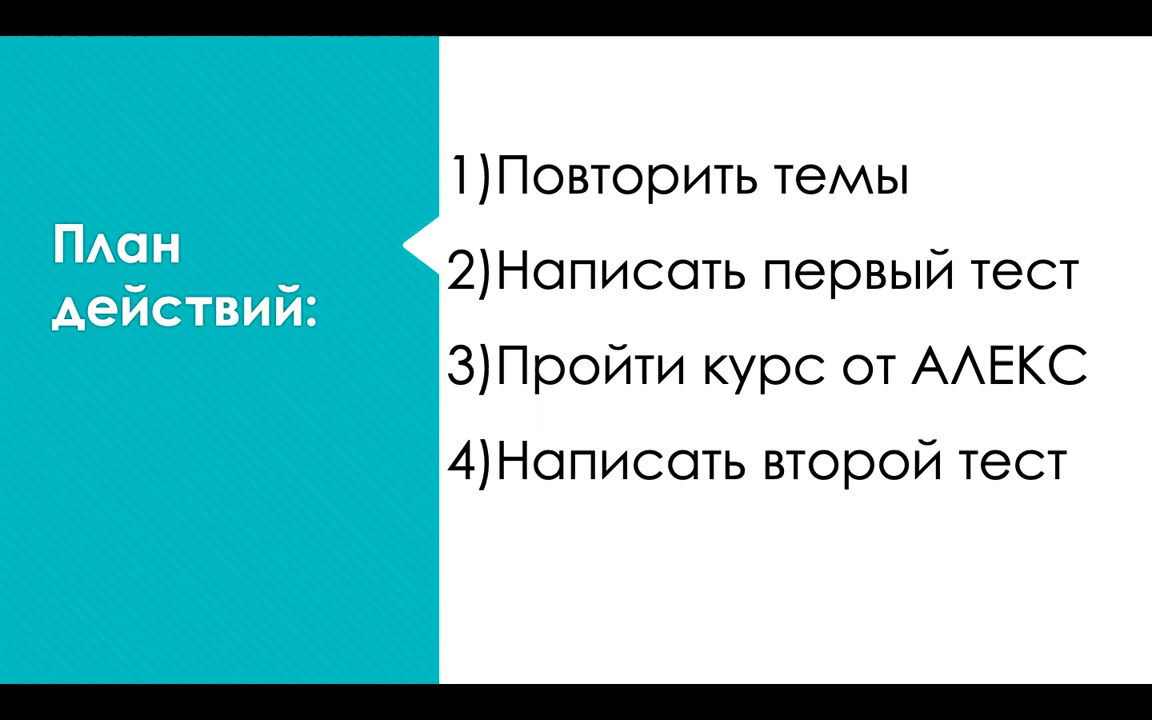 План
действий:
1)Повторить темы
2)Написать первый тест
3)Пройти курс от АЛЕКС
4)Написать второй тест